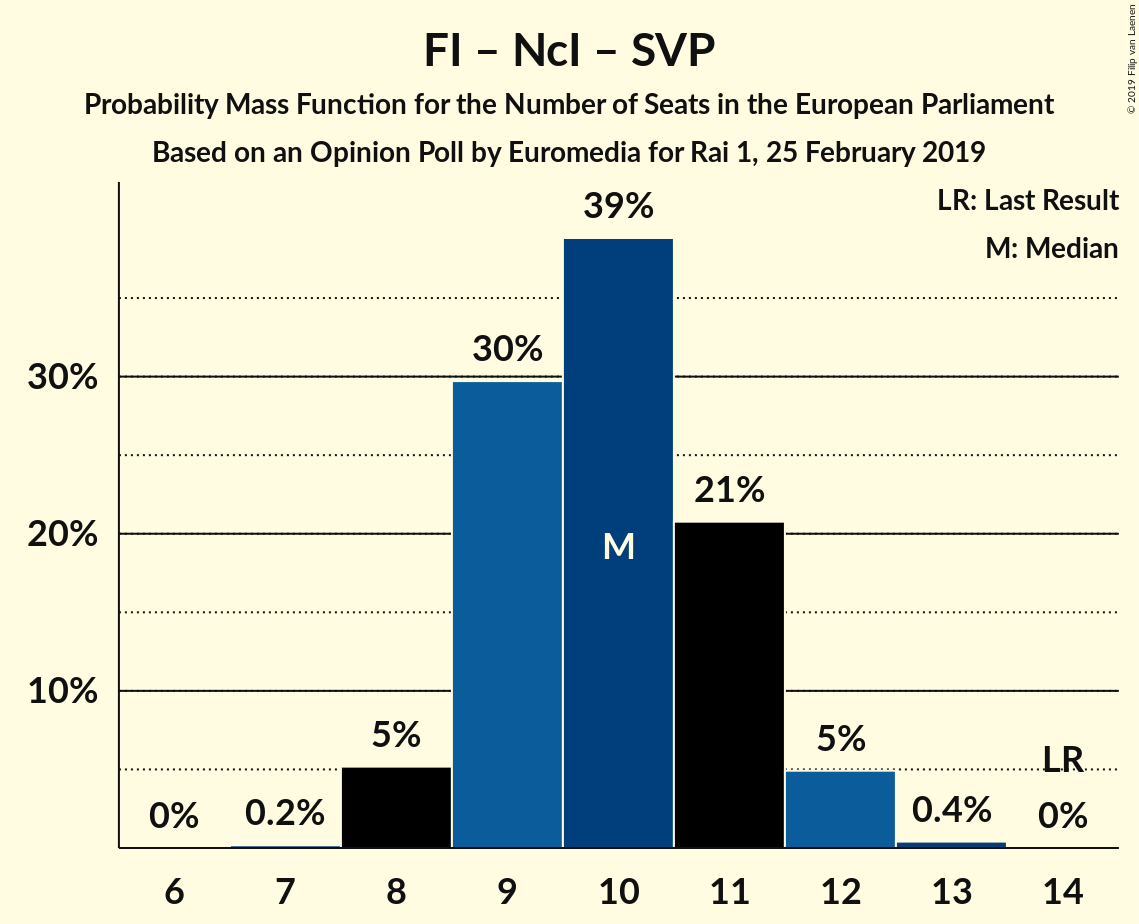 FI – NcI – SVP
Probability Mass Function for the Number of Seats in the European Parliament
Based on an Opinion Poll by Euromedia for Rai 1, 25 February 2019
© 2019 Filip van Laenen
LR: Last Result
M: Median
39%
30%
30%
21%
20%
M
10%
5%
5%
LR
0%
0.2%
0.4%
0%
6 7 8 9 10 11 12 13 14